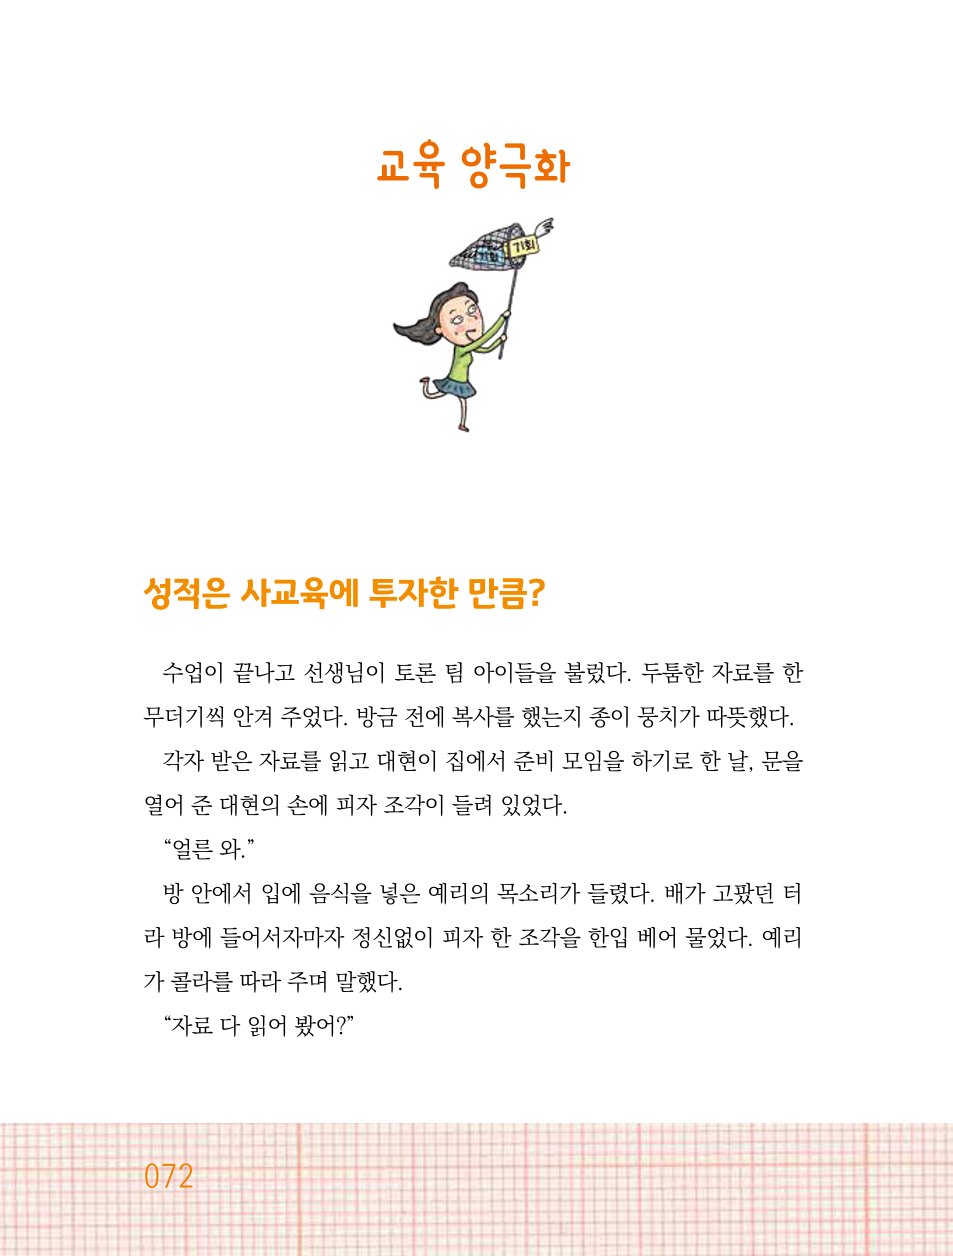 교육 양극화
기회
기회
성적은 사교육에 투자한 만큼?
수업이 끝나고 선생님이 토론 팀 아이들을 불렀다. 두툼한 자료를 한
무더기씩 안겨 주었다. 방금 전에 복사를 했는지 종이 뭉치가 따뜻했다.
각자 받은 자료를 읽고 대현이 집에서 준비 모임을 하기로 한 날, 문을
열어 준 대현의 손에 피자 조각이 들려 있었다.
“얼른 와.”
방 안에서 입에 음식을 넣은 예리의 목소리가 들렸다. 배가 고팠던 터
라 방에 들어서자마자 정신없이 피자 한 조각을 한입 베어 물었다. 예리
가 콜라를 따라 주며 말했다.
“자료 다 읽어 봤어?”
072